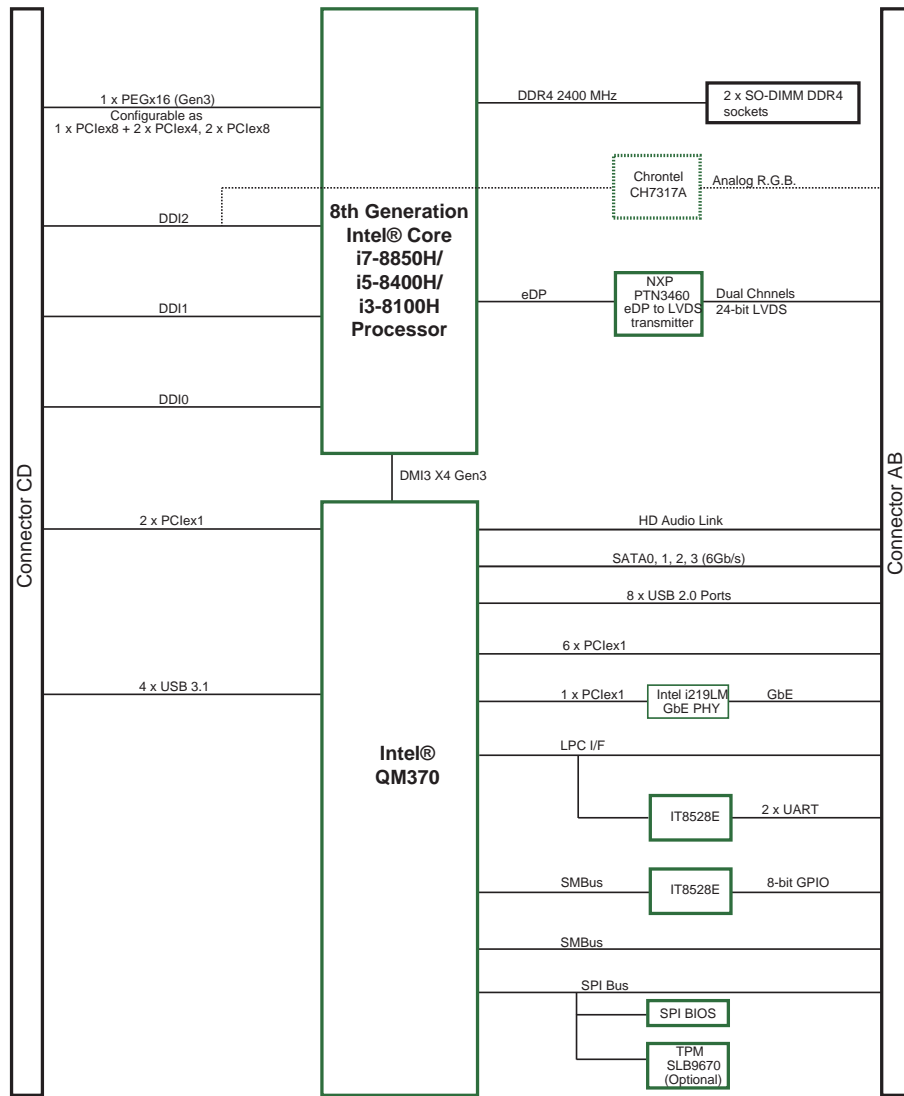 Connector CD
1 x PEGx16 (Gen3)
Configurable as
1 x PCIex8 + 2 x PCIex4, 2 x PCIex8
DDI2
DDI1
DDI0
2 x PCIex1
4 x USB 3.1
8th Generation
Intel® Core
i7-8850H/
i5-8400H/
i3-8100H
Processor
DMI3 X4 Gen3
Intel®
QM370
DDR4 2400 MHz
2 x SO-DIMM DDR4
sockets
Chrontel
CH7317A
Analog R.G.B.
eDP
NXP
PTN3460
eDP to LVDS
transmitter
Dual Chnnels
24-bit LVDS
HD Audio Link
SATA0, 1, 2, 3 (6Gb/s)
8 x USB 2.0 Ports
6 x PCIex1
1 x PCIex1
Intel i219LM
GbE PHY
GbE
LPC I/F
IT8528E
2 x UART
SMBus
IT8528E
8-bit GPIO
SMBus
SPI Bus
SPI BIOS
TPM
SLB9670
(Optional)
Connector AB